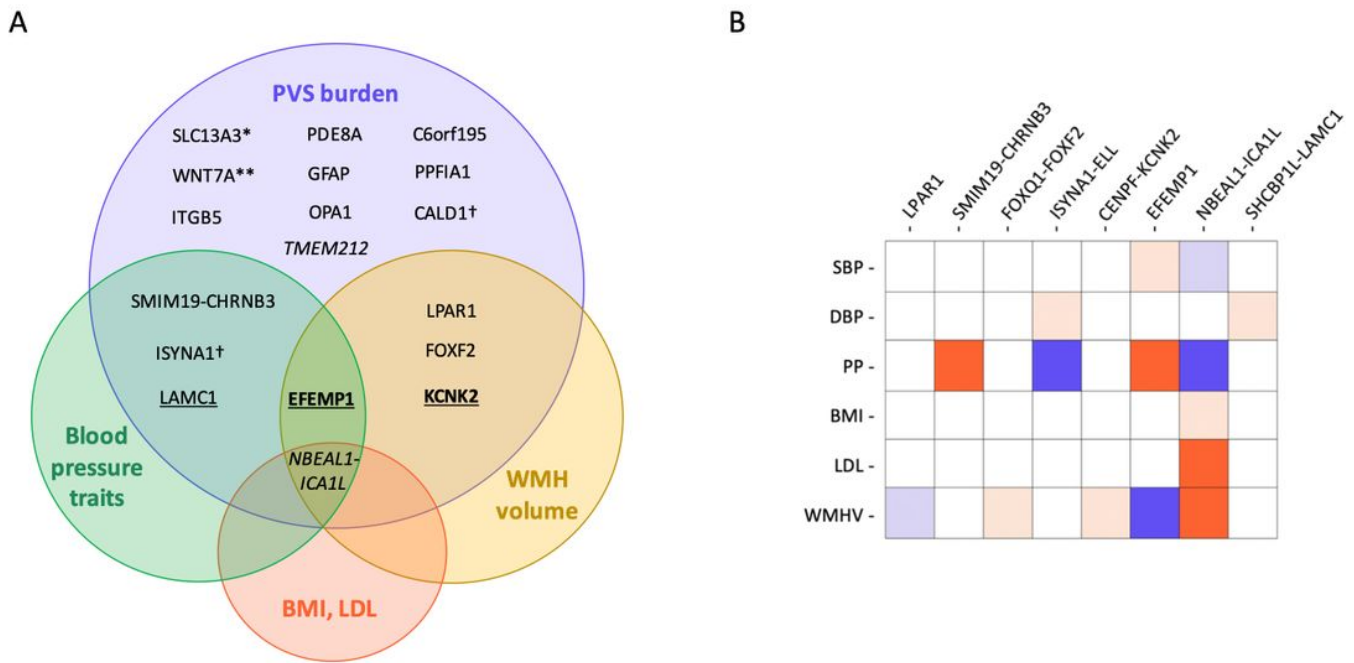 A
PVS burden
SLC13A3* PDE8A C6orf195
WNT7A** GFAP PPFIA1
ITGB5 OPA1 CALD1†
TMEM212
SMIM19-CHRNB3 LPAR1
ISYNA1† FOXF2
LAMC1 EFEMP1 KCNK2
Blood
pressure
traits
NBEAL1-
ICA1L
WMH
volume
BMI, LDL
B
LPAR1
SMIM19-CHRNB3
FOXQ1-FOXF2
ISYNA1-ELL
CENPF-KCNK2
EFEMP1
NBEAL1-ICA1L
SHCBP1L-LAMC1
SBP -
DBP -
PP -
BMI -
LDL -
WMHV -